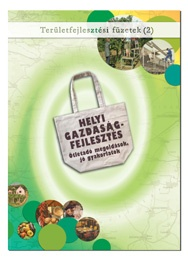 Területfejlesztési füzetek (2)
HELYI
GAZDASÁG-
FEJLESZTÉS
Ötletadó megoldások,
jó gyakorlatok